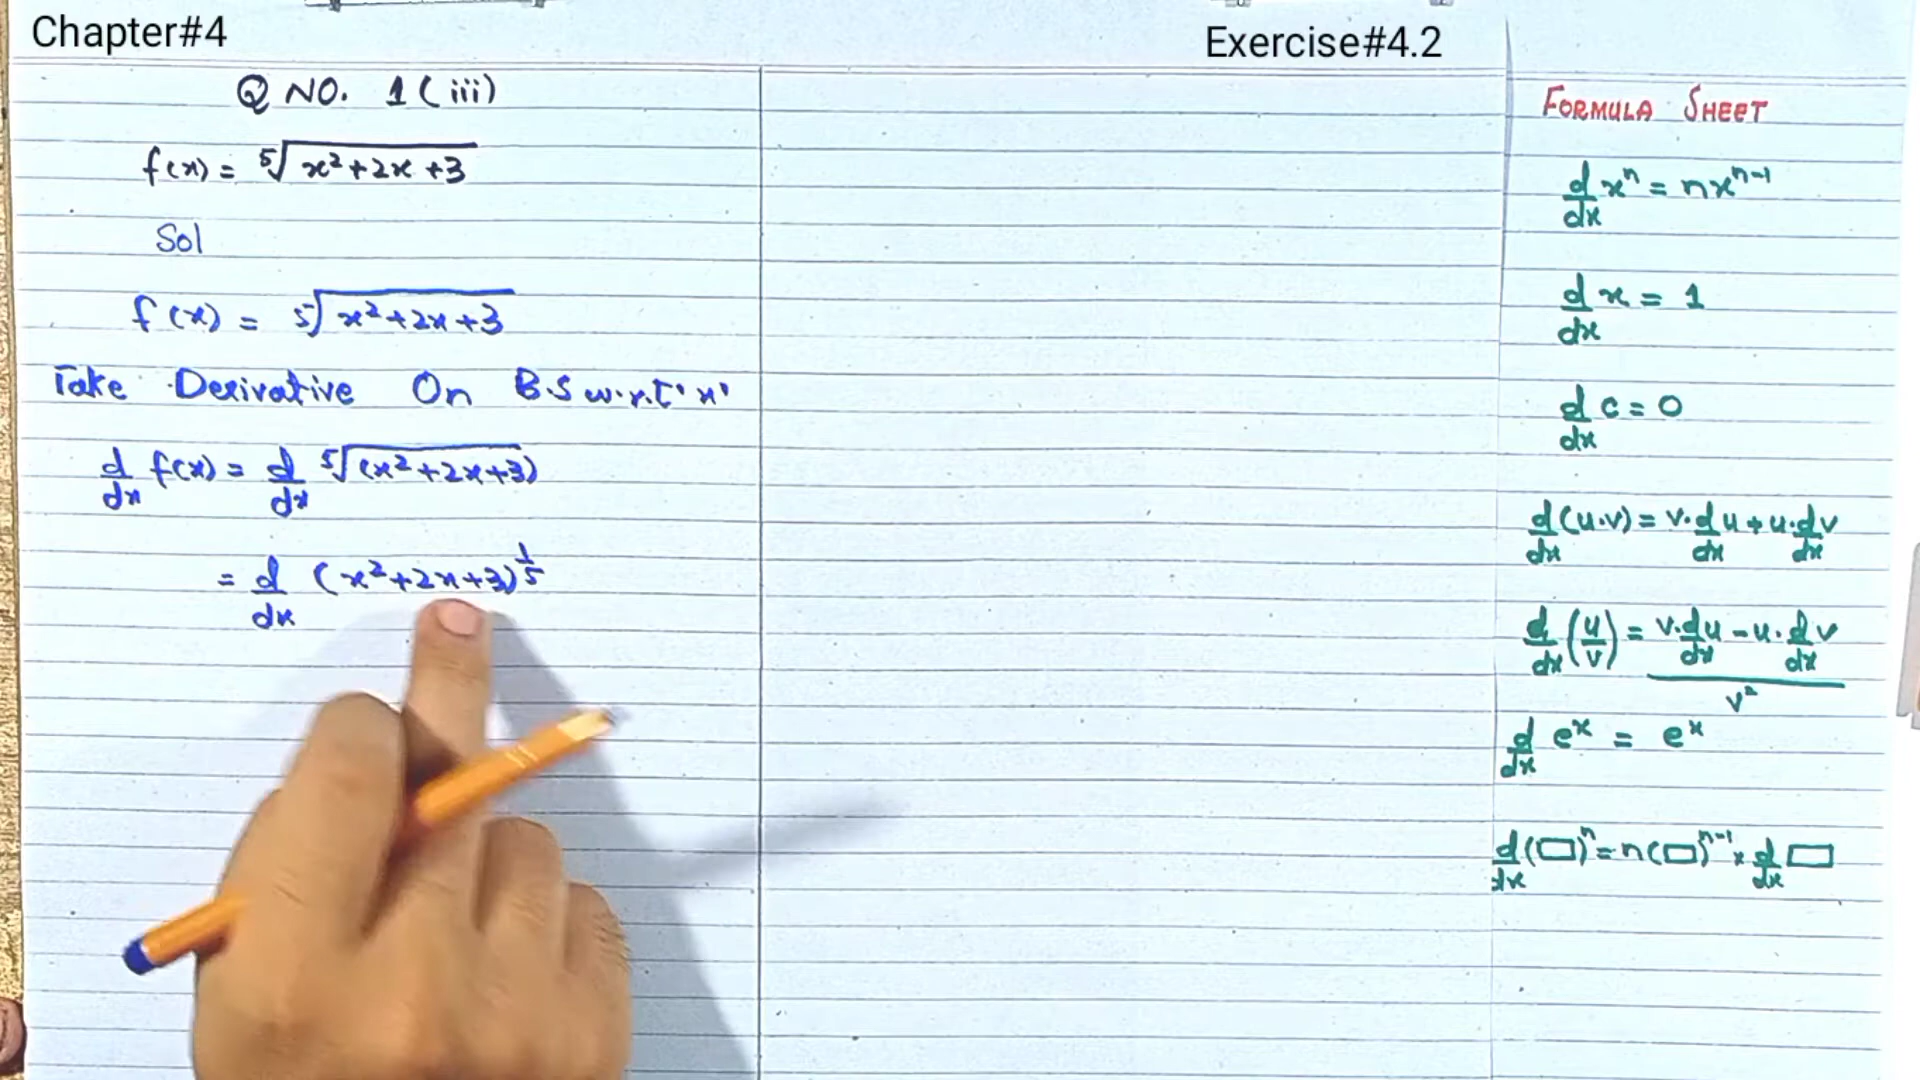 Chapter#4
Exercise#4.2
Q NO. 1(iii)
f(x) = ⁵√x²+2x+3
Sol
f(x) = ⁵√x²+2x+3
Take Derivative On B.S w.r.t 'x'
d/dx f(x) = d/dx ⁵√(x²+2x+3)
= d/dx (x²+2x+3)^1/5
FORMULA SHEET
d/dx xⁿ = nxⁿ⁻¹
d/dx x = 1
d/dx c = 0
d/dx (u.v) = v.d/dx u + u.d/dx v
d/dx (u/v) = v.d/dx u - u.d/dx v / v²
d/dx eˣ = eˣ
d/dx (□)ⁿ = n(□)ⁿ⁻¹ × d/dx □